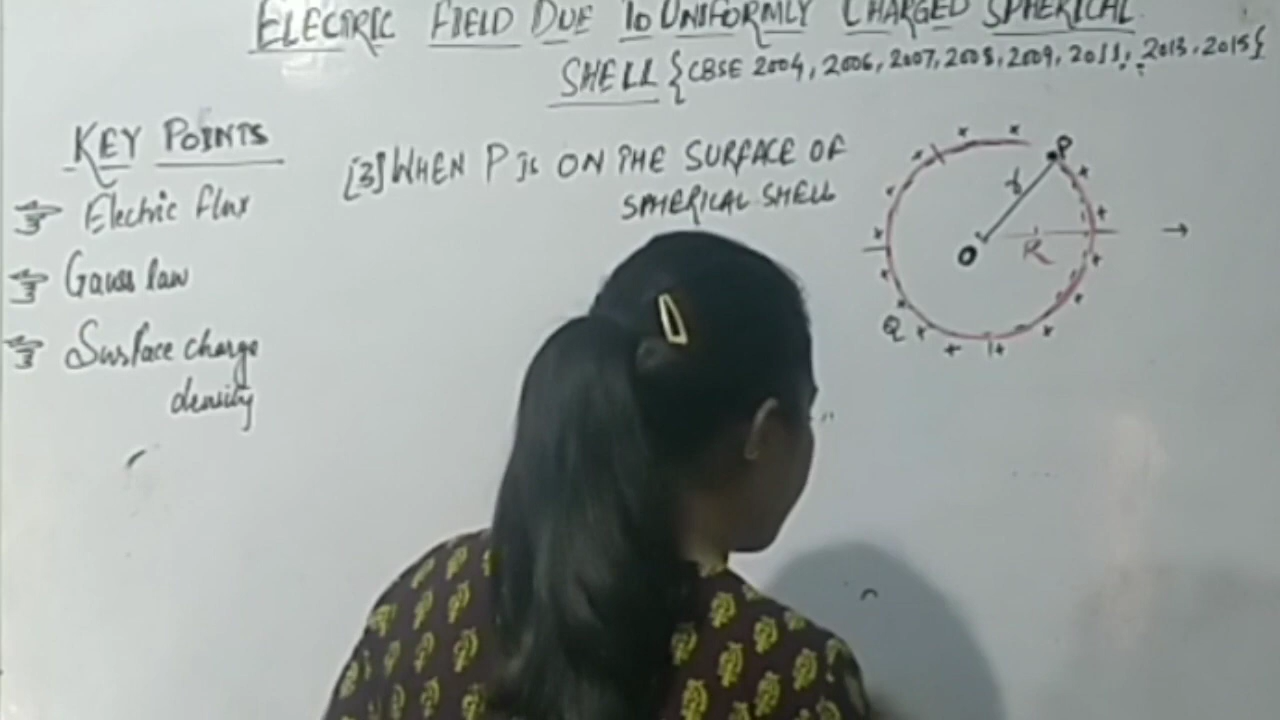 ELECTRIC FIELD DUE TO UNIFORMLY CHARGED SPHERICAL
SHELL {CBSE 2004, 2006, 2007, 2008, 2009, 2011, 2013, 2015}
KEY POINTS
Electric flux
Gauss law
Surface charge
density
[3] WHEN P is ON THE SURFACE OF
SPHERICAL SHELL
P
r
O
R
Q